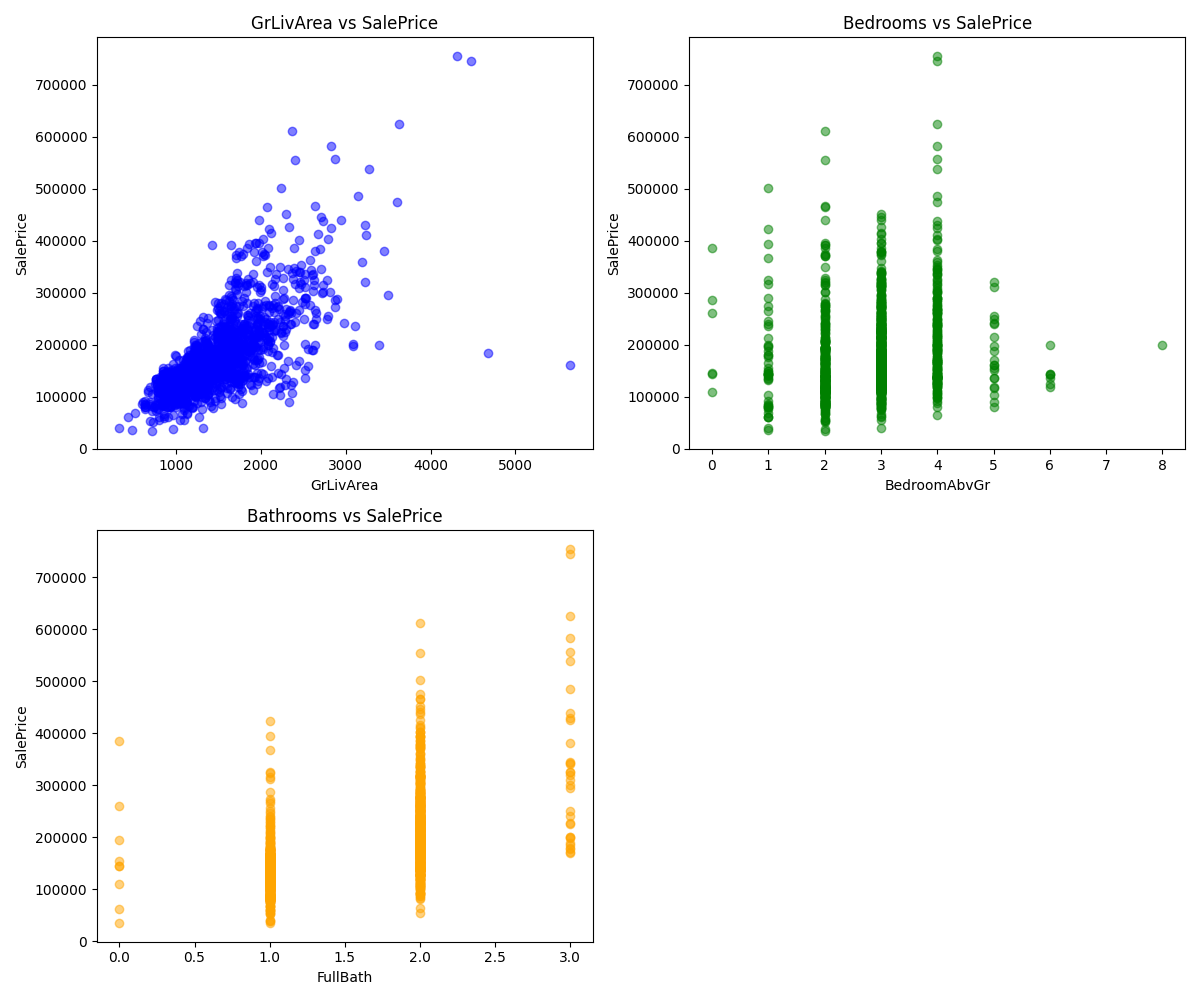 GrLivArea vs SalePrice
SalePrice
700000
600000
500000
400000
300000
200000
100000
0
1000 2000 3000 4000 5000
GrLivArea
Bedrooms vs SalePrice
SalePrice
700000
600000
500000
400000
300000
200000
100000
0
0 1 2 3 4 5 6 7 8
BedroomAbvGr
Bathrooms vs SalePrice
SalePrice
700000
600000
500000
400000
300000
200000
100000
0
0.0 0.5 1.0 1.5 2.0 2.5 3.0
FullBath